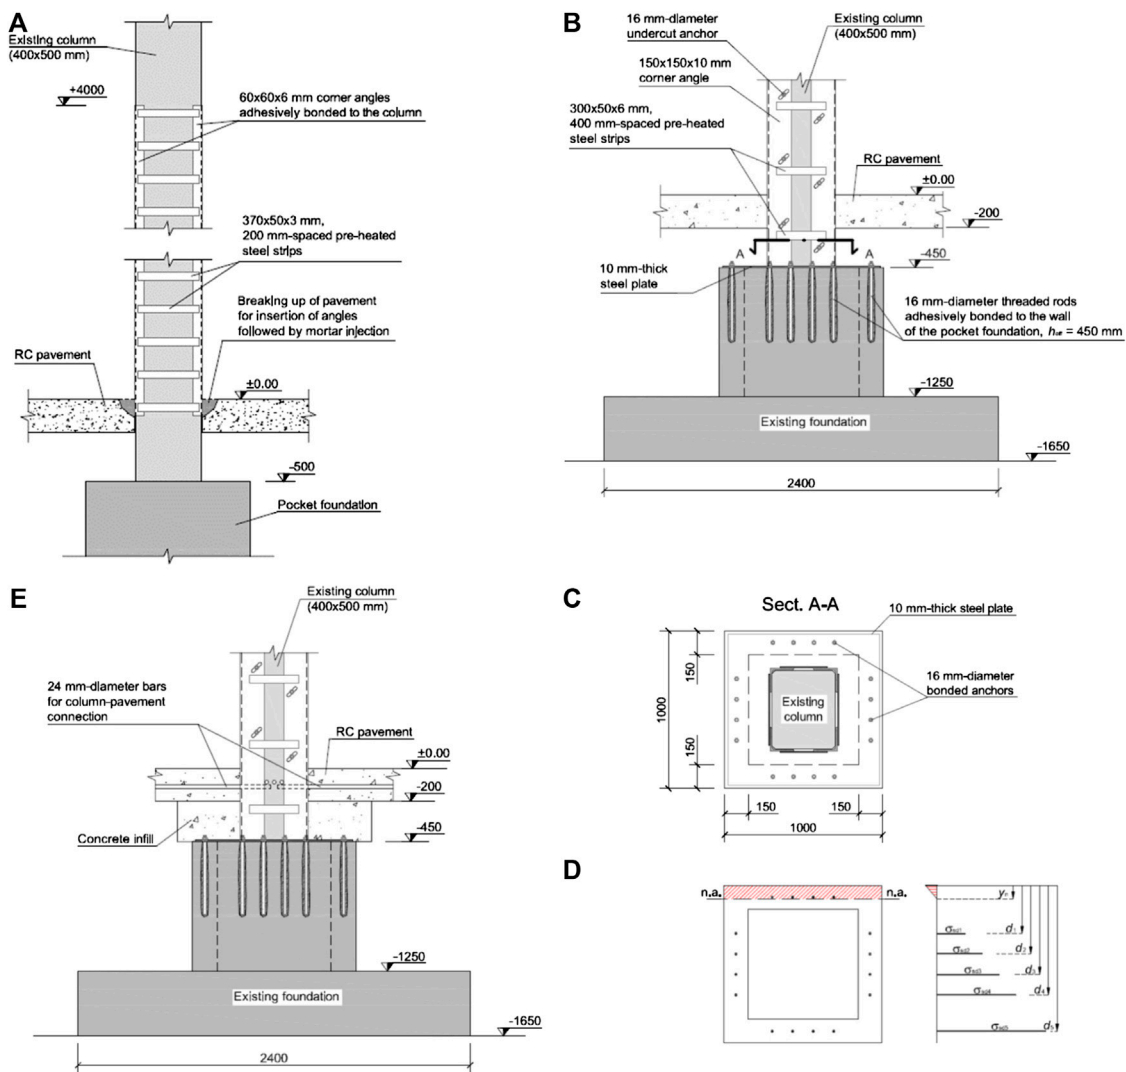 A
Existing column
(400x500 mm)
+4000
60x60x6 mm corner angles
adhesively bonded to the column
370x50x3 mm,
200 mm-spaced pre-heated
steel strips
Breaking up of pavement
for insertion of angles
followed by mortar injection
RC pavement
±0.00
-500
Pocket foundation
B
16 mm-diameter
undercut anchor
Existing column
(400x500 mm)
150x150x10 mm
corner angle
300x50x6 mm,
400 mm-spaced pre-heated
steel strips
RC pavement
±0.00
-200
A
A
-450
10 mm-thick
steel plate
16 mm-diameter threaded rods
adhesively bonded to the wall
of the pocket foundation, hₑff = 450 mm
-1250
Existing foundation
-1650
2400
E
Existing column
(400x500 mm)
24 mm-diameter bars
for column-pavement
connection
RC pavement
±0.00
-200
Concrete infill
-450
-1250
Existing foundation
-1650
2400
C
Sect. A-A
10 mm-thick steel plate
150
1000
150
Existing
column
16 mm-diameter
bonded anchors
150
150
1000
D
n.a.
n.a.
yₙ
σsd1
d₁
σsd2
d₂
σsd3
d₃
σsd4
d₄
σsd5
d₅